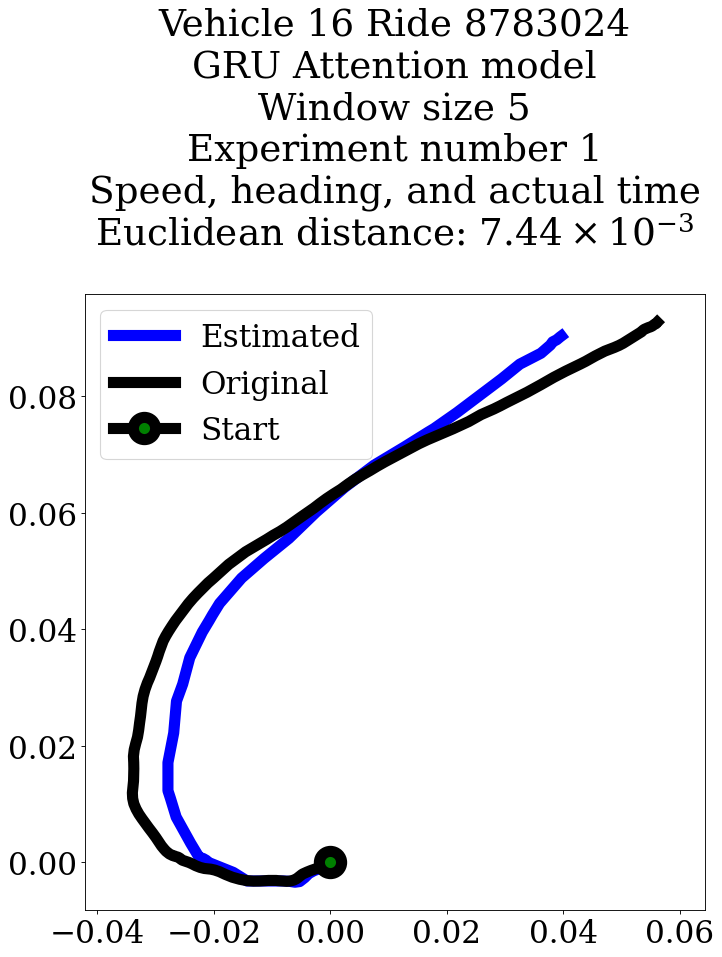 Vehicle 16 Ride 8783024
GRU Attention model
Window size 5
Experiment number 1
Speed, heading, and actual time
Euclidean distance: 7.44 × 10⁻³
Estimated
Original
Start
0.08
0.06
0.04
0.02
0.00
−0.04 −0.02 0.00 0.02 0.04 0.06